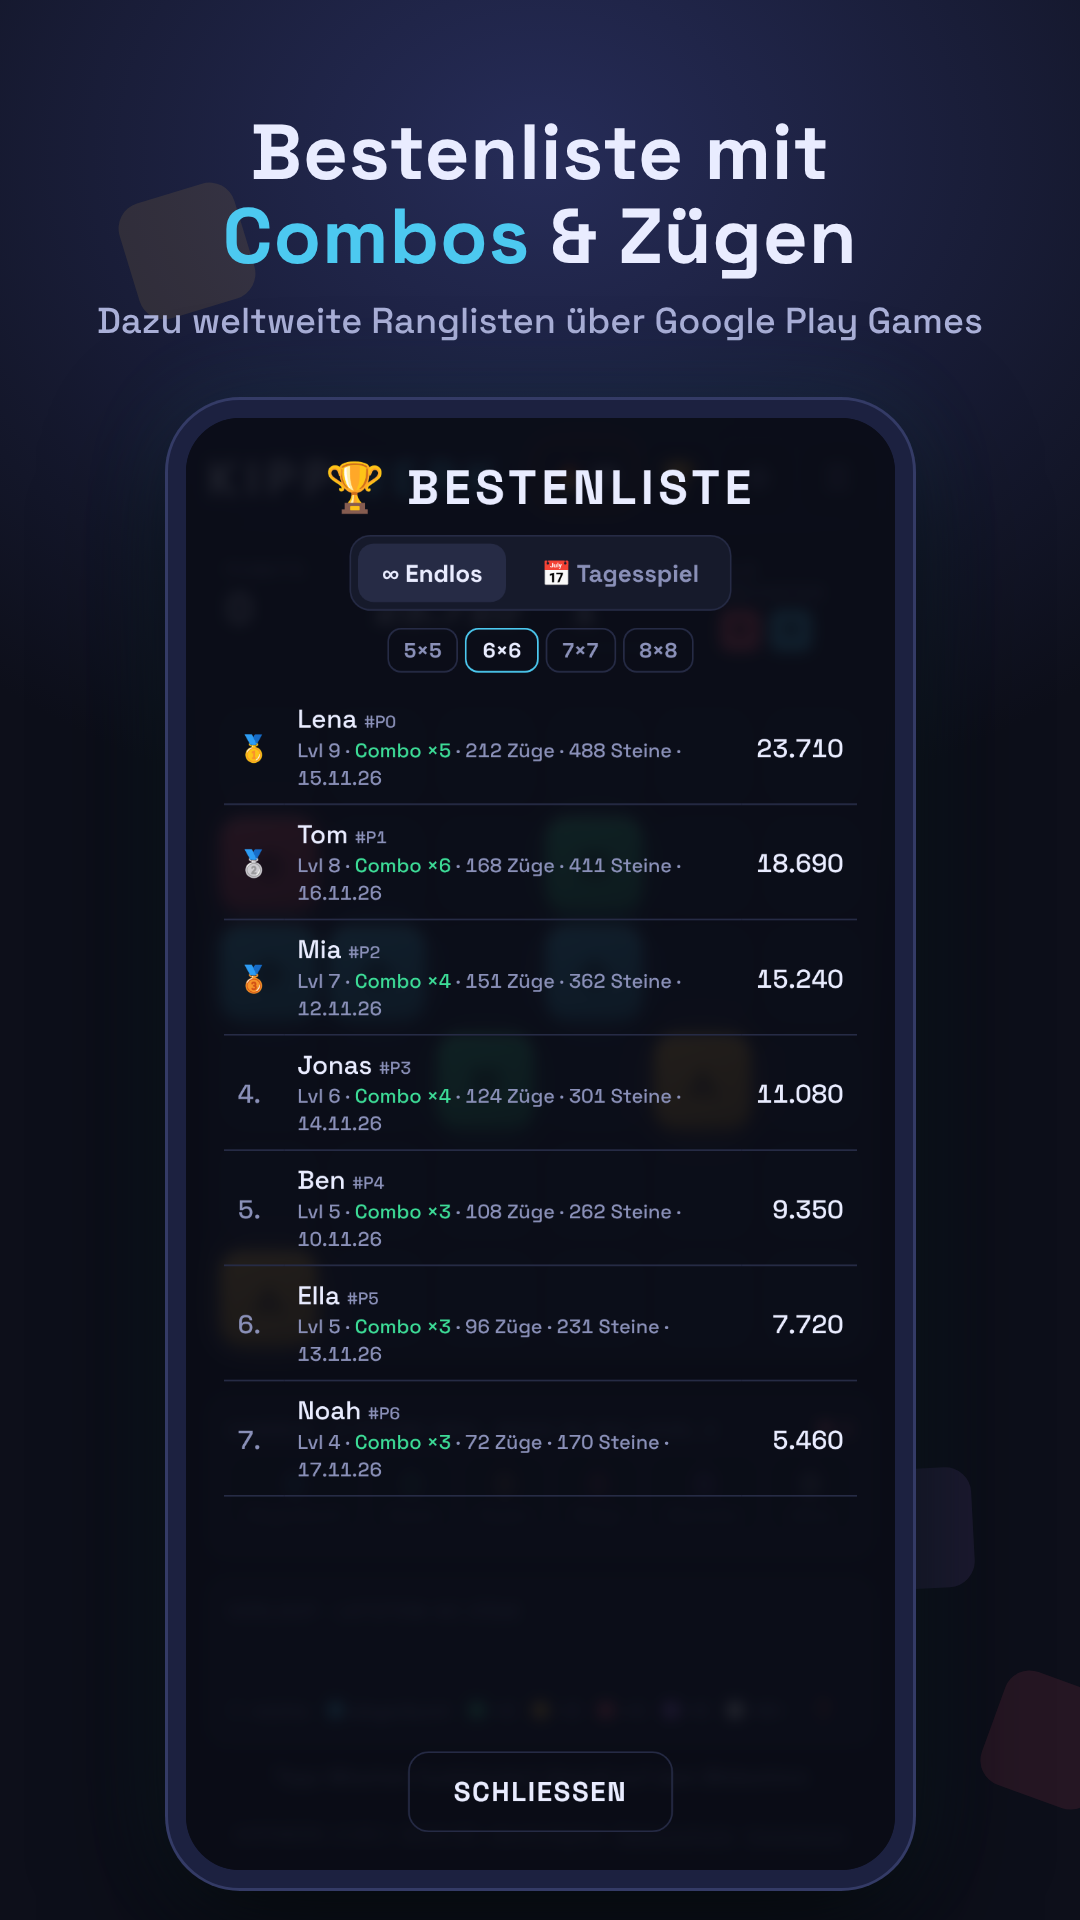 Bestenliste mit
Combos & Zügen
Dazu weltweite Ranglisten über Google Play Games
🏆 BESTENLISTE
∞ Endlos 📅 Tagesspiel
5×5 6×6 7×7 8×8
Lena #P0
Lvl 9 · Combo ×5 · 212 Züge · 488 Steine ·
15.11.26
23.710
Tom #P1
Lvl 8 · Combo ×6 · 168 Züge · 411 Steine ·
16.11.26
18.690
Mia #P2
Lvl 7 · Combo ×4 · 151 Züge · 362 Steine ·
12.11.26
15.240
4.
Jonas #P3
Lvl 6 · Combo ×4 · 124 Züge · 301 Steine ·
14.11.26
11.080
5.
Ben #P4
Lvl 5 · Combo ×3 · 108 Züge · 262 Steine ·
10.11.26
9.350
6.
Ella #P5
Lvl 5 · Combo ×3 · 96 Züge · 231 Steine ·
13.11.26
7.720
7.
Noah #P6
Lvl 4 · Combo ×3 · 72 Züge · 170 Steine ·
17.11.26
5.460
SCHLIESSEN